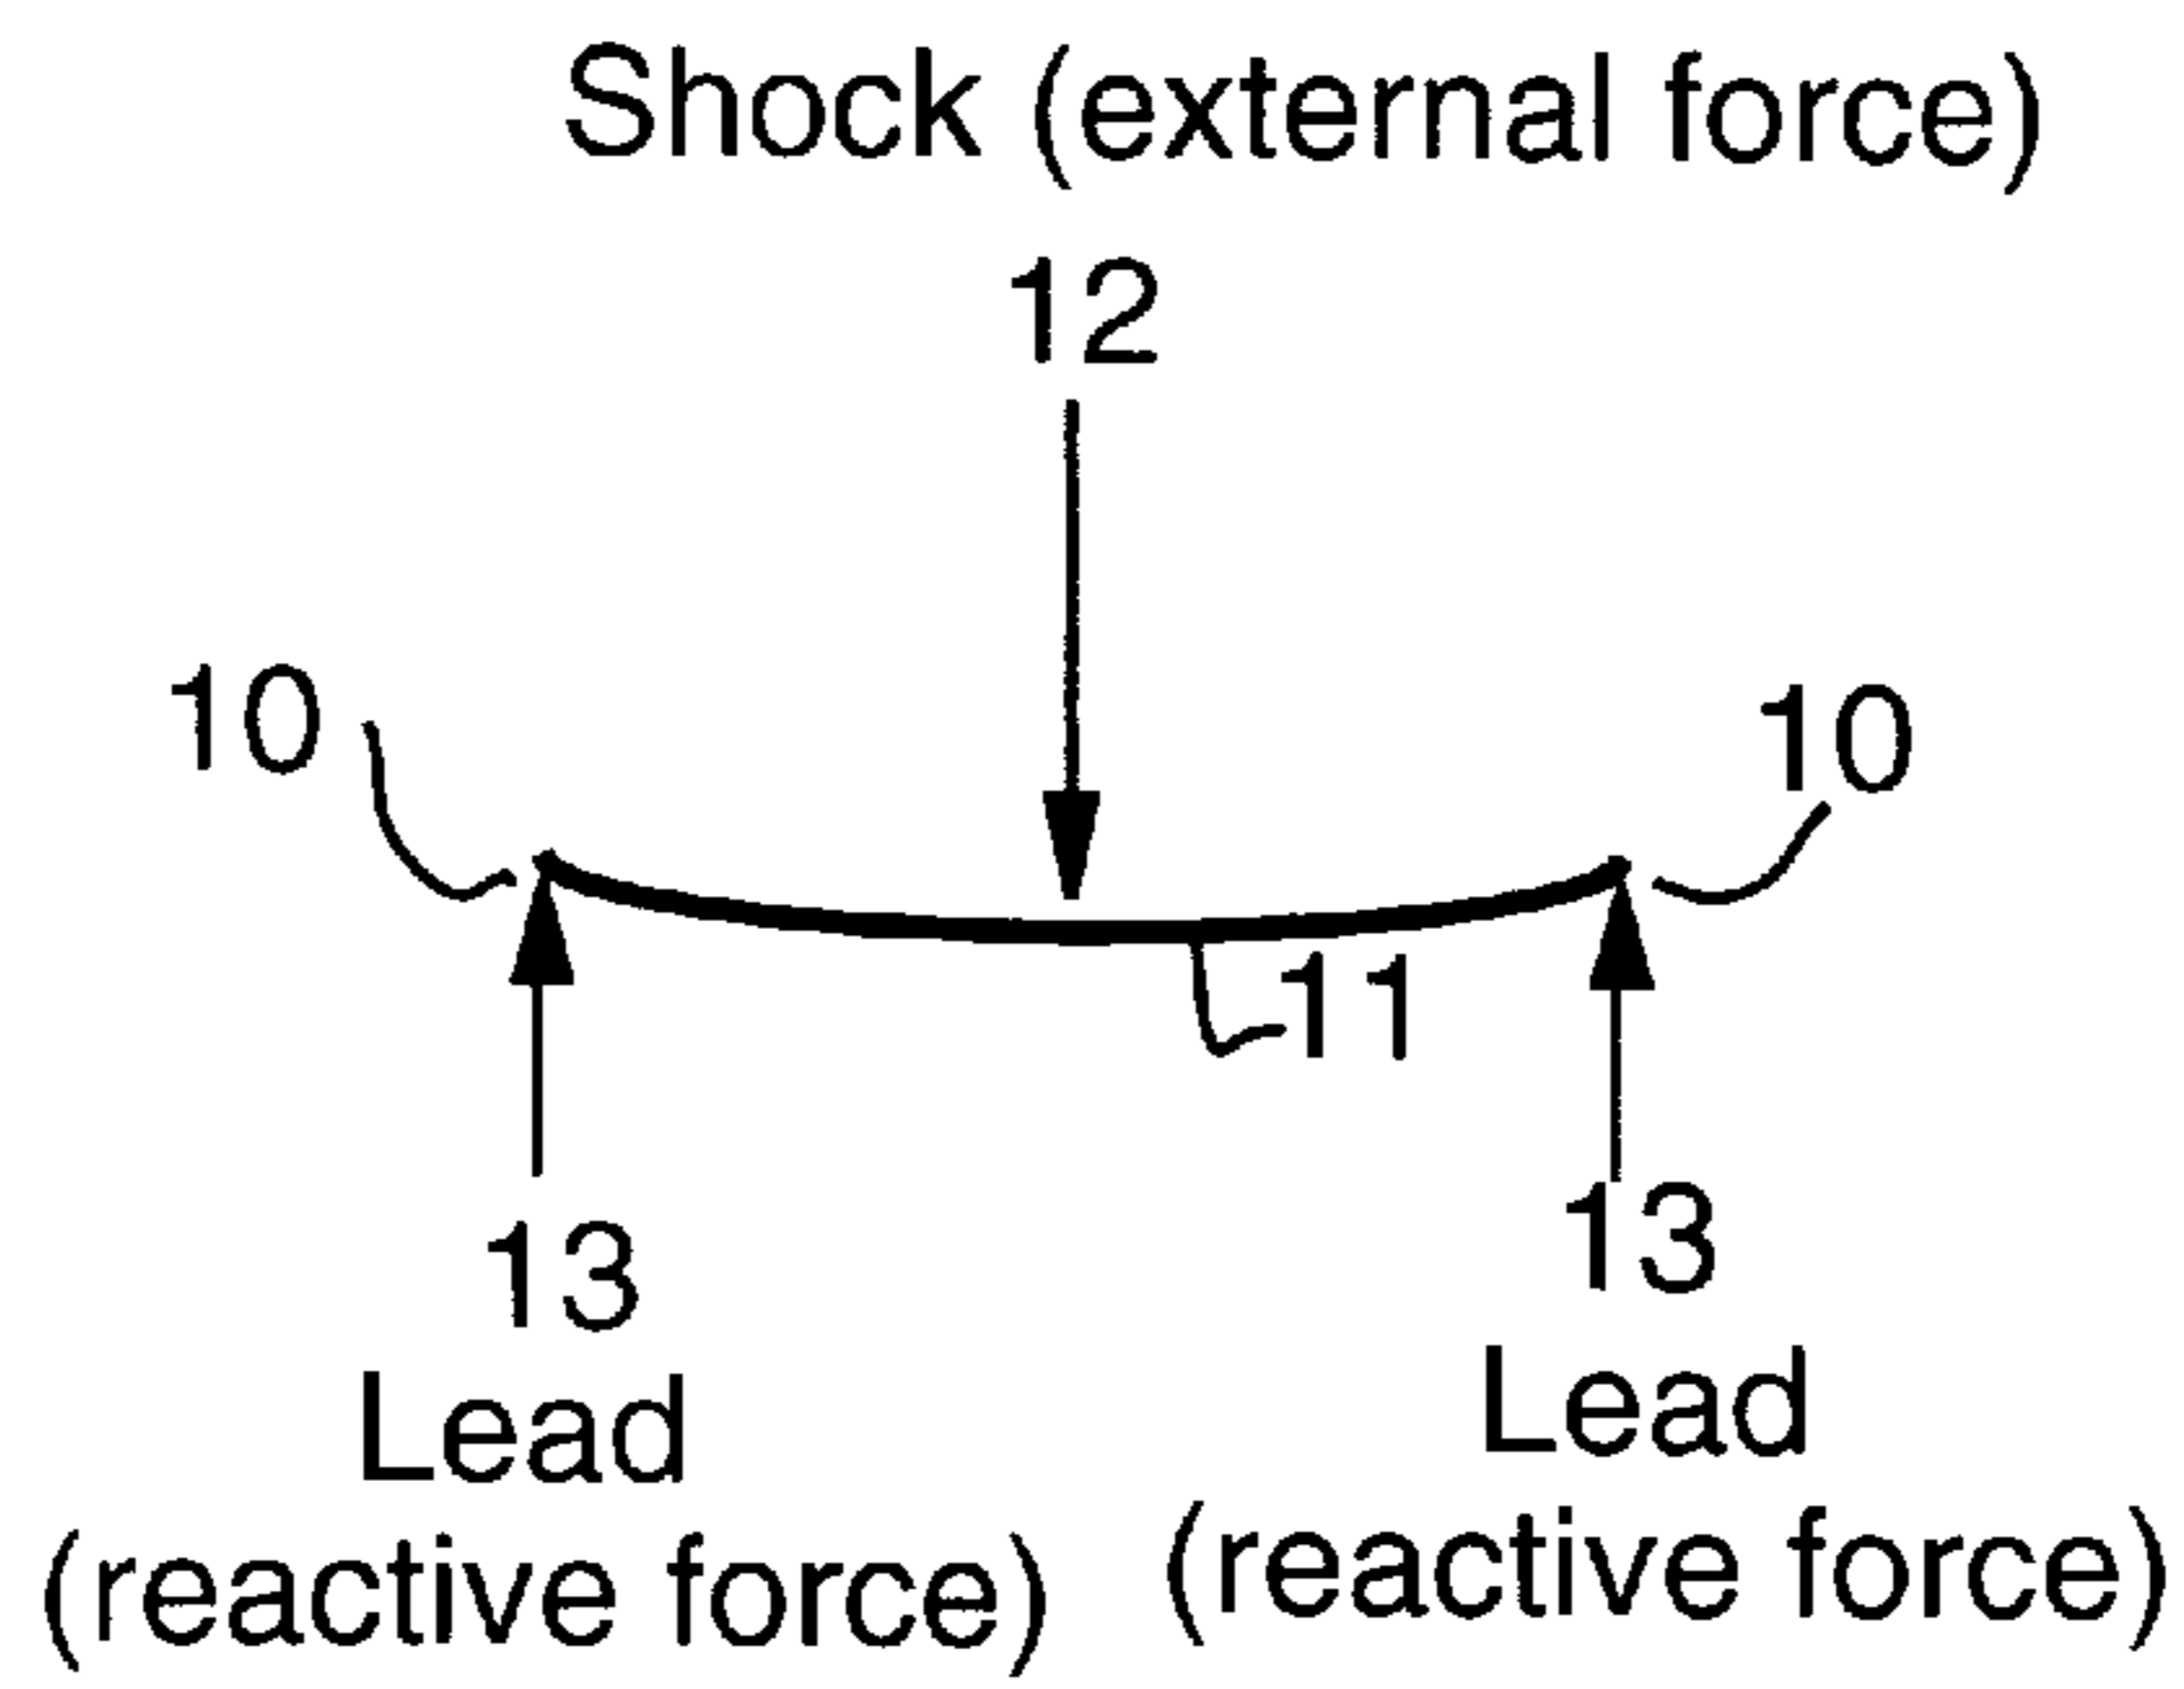 Shock (external force)
12
10
10
11
13
13
Lead
Lead
(reactive force)
(reactive force)